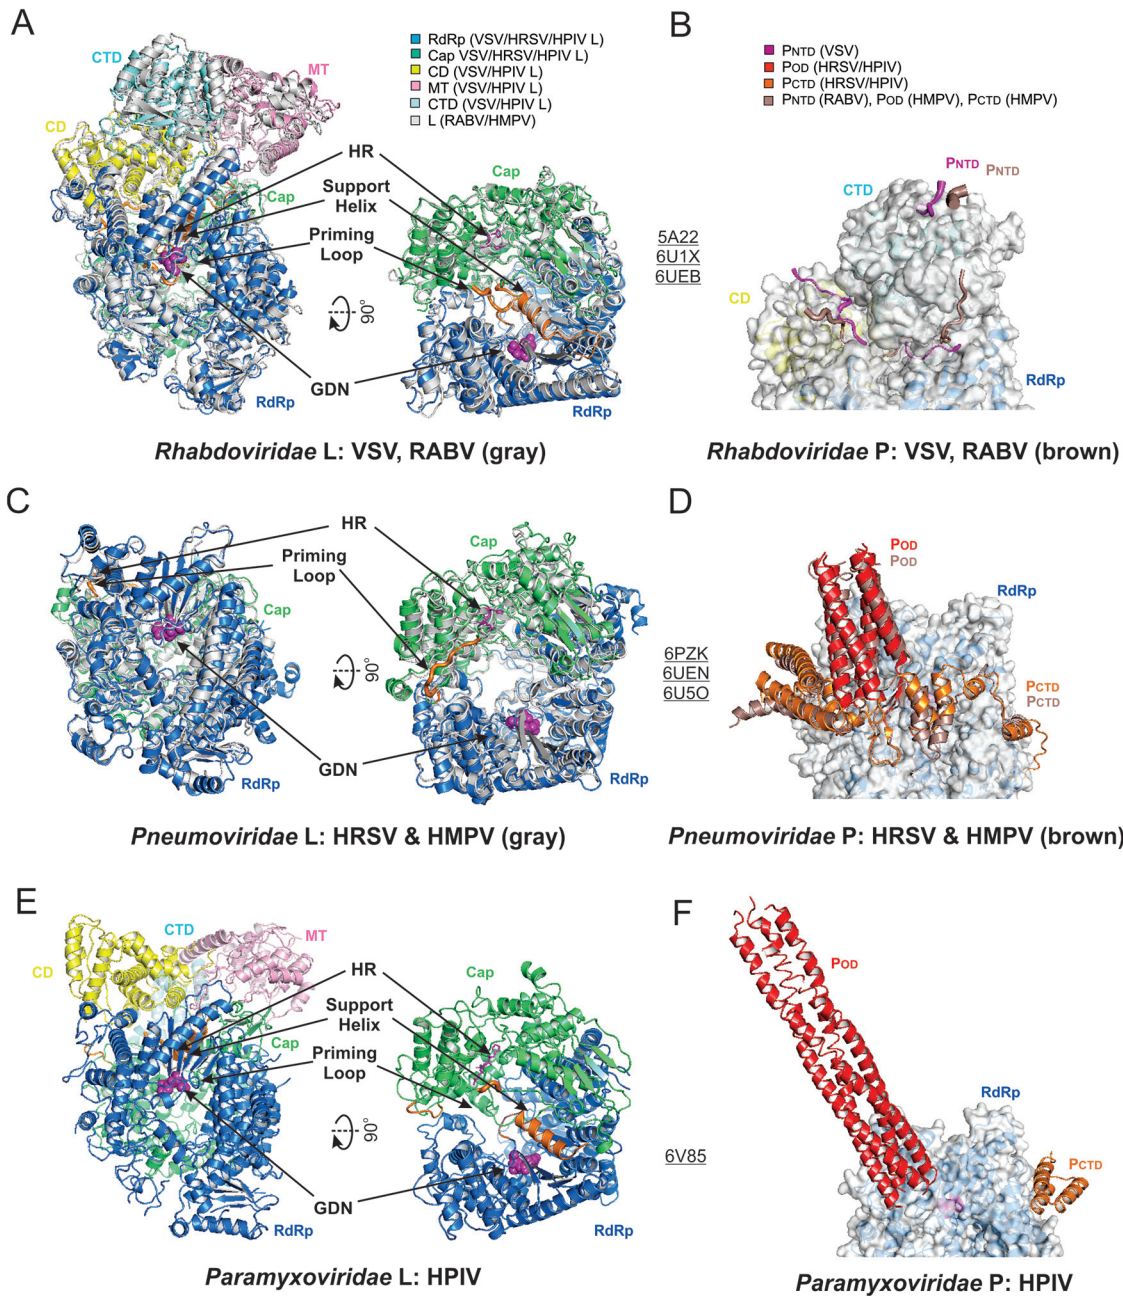 A
CTD
MT
CD
Cap
RdRp (VSV/HRSV/HPIV L)
Cap VSV/HRSV/HPIV L)
CD (VSV/HPIV L)
MT (VSV/HPIV L)
CTD (VSV/HPIV L)
L (RABV/HMPV)
HR
Support
Helix
Priming
Loop
90°
GDN
RdRp
Cap
RdRp
Rhabdoviridae L: VSV, RABV (gray)
B
PNTD (VSV)
POD (HRSV/HPIV)
PCTD (HRSV/HPIV)
PNTD (RABV), POD (HMPV), PCTD (HMPV)
PNTD
PNTD
CTD
5A22
6U1X
6UEB
CD
RdRp
Rhabdoviridae P: VSV, RABV (brown)
C
HR
Priming
Loop
Cap
Cap
90°
GDN
RdRp
RdRp
Pneumoviridae L: HRSV & HMPV (gray)
D
POD
POD
RdRp
6PZK
6UEN
6U5O
PCTD
PCTD
Pneumoviridae P: HRSV & HMPV (brown)
E
CTD
MT
CD
HR
Support
Helix
Priming
Loop
Cap
Cap
90°
GDN
RdRp
RdRp
Paramyxoviridae L: HPIV
F
POD
RdRp
6V85
PCTD
Paramyxoviridae P: HPIV